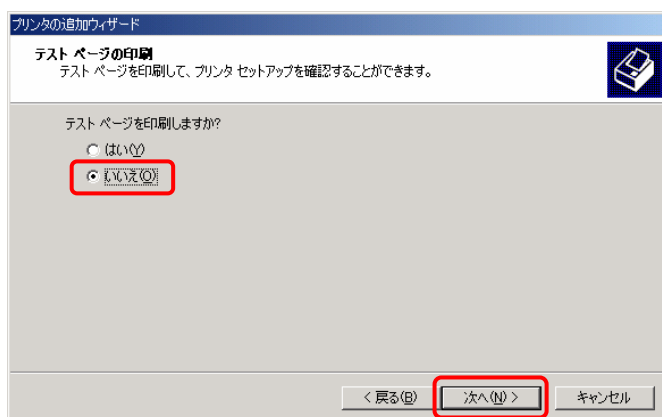 プリンタの追加ウィザード
テスト ページの印刷
テスト ページを印刷して、プリンタ セットアップを確認することができます。
テスト ページを印刷しますか?
はい(Y)
いいえ(O)
< 戻る(B)
次へ(N) >
キャンセル